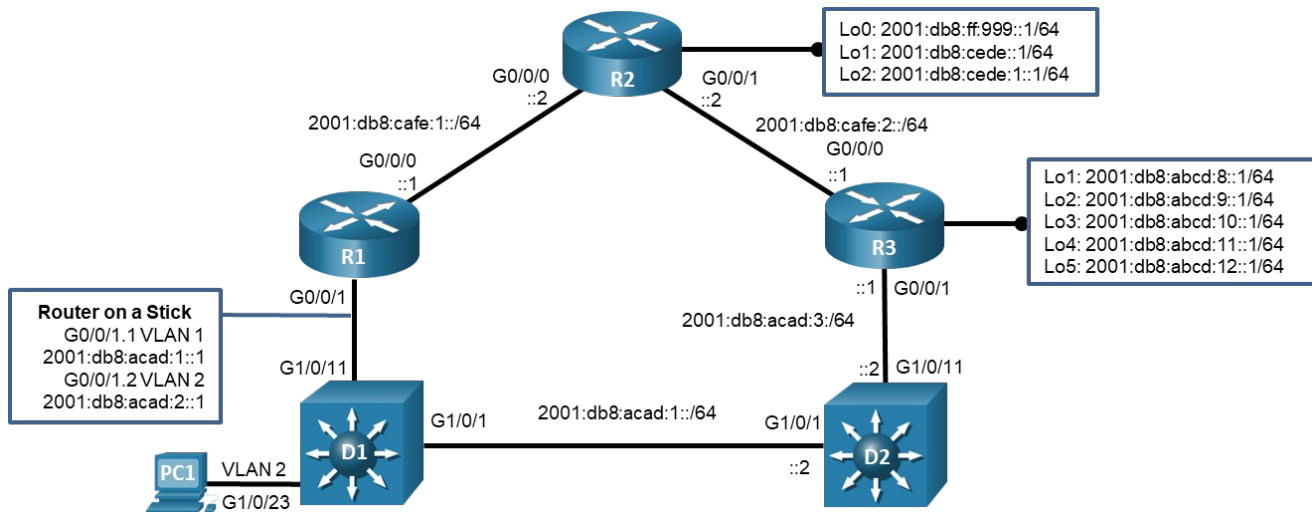 Lo0: 2001:db8:ff:999::1/64
Lo1: 2001:db8:cede::1/64
Lo2: 2001:db8:cede:1::1/64
R2
G0/0/0
::2
G0/0/1
::2
2001:db8:cafe:1::/64
2001:db8:cafe:2::/64
G0/0/0
::1
G0/0/0
::1
Lo1: 2001:db8:abcd:8::1/64
Lo2: 2001:db8:abcd:9::1/64
Lo3: 2001:db8:abcd:10::1/64
Lo4: 2001:db8:abcd:11::1/64
Lo5: 2001:db8:abcd:12::1/64
R1
R3
G0/0/1
::1
G0/0/1
Router on a Stick
G0/0/1.1 VLAN 1
2001:db8:acad:1::1
G0/0/1.2 VLAN 2
2001:db8:acad:2::1
2001:db8:acad:3:/64
G1/0/11
::2
G1/0/11
G1/0/1
2001:db8:acad:1::/64
G1/0/1
::2
D1
D2
PC1
VLAN 2
G1/0/23